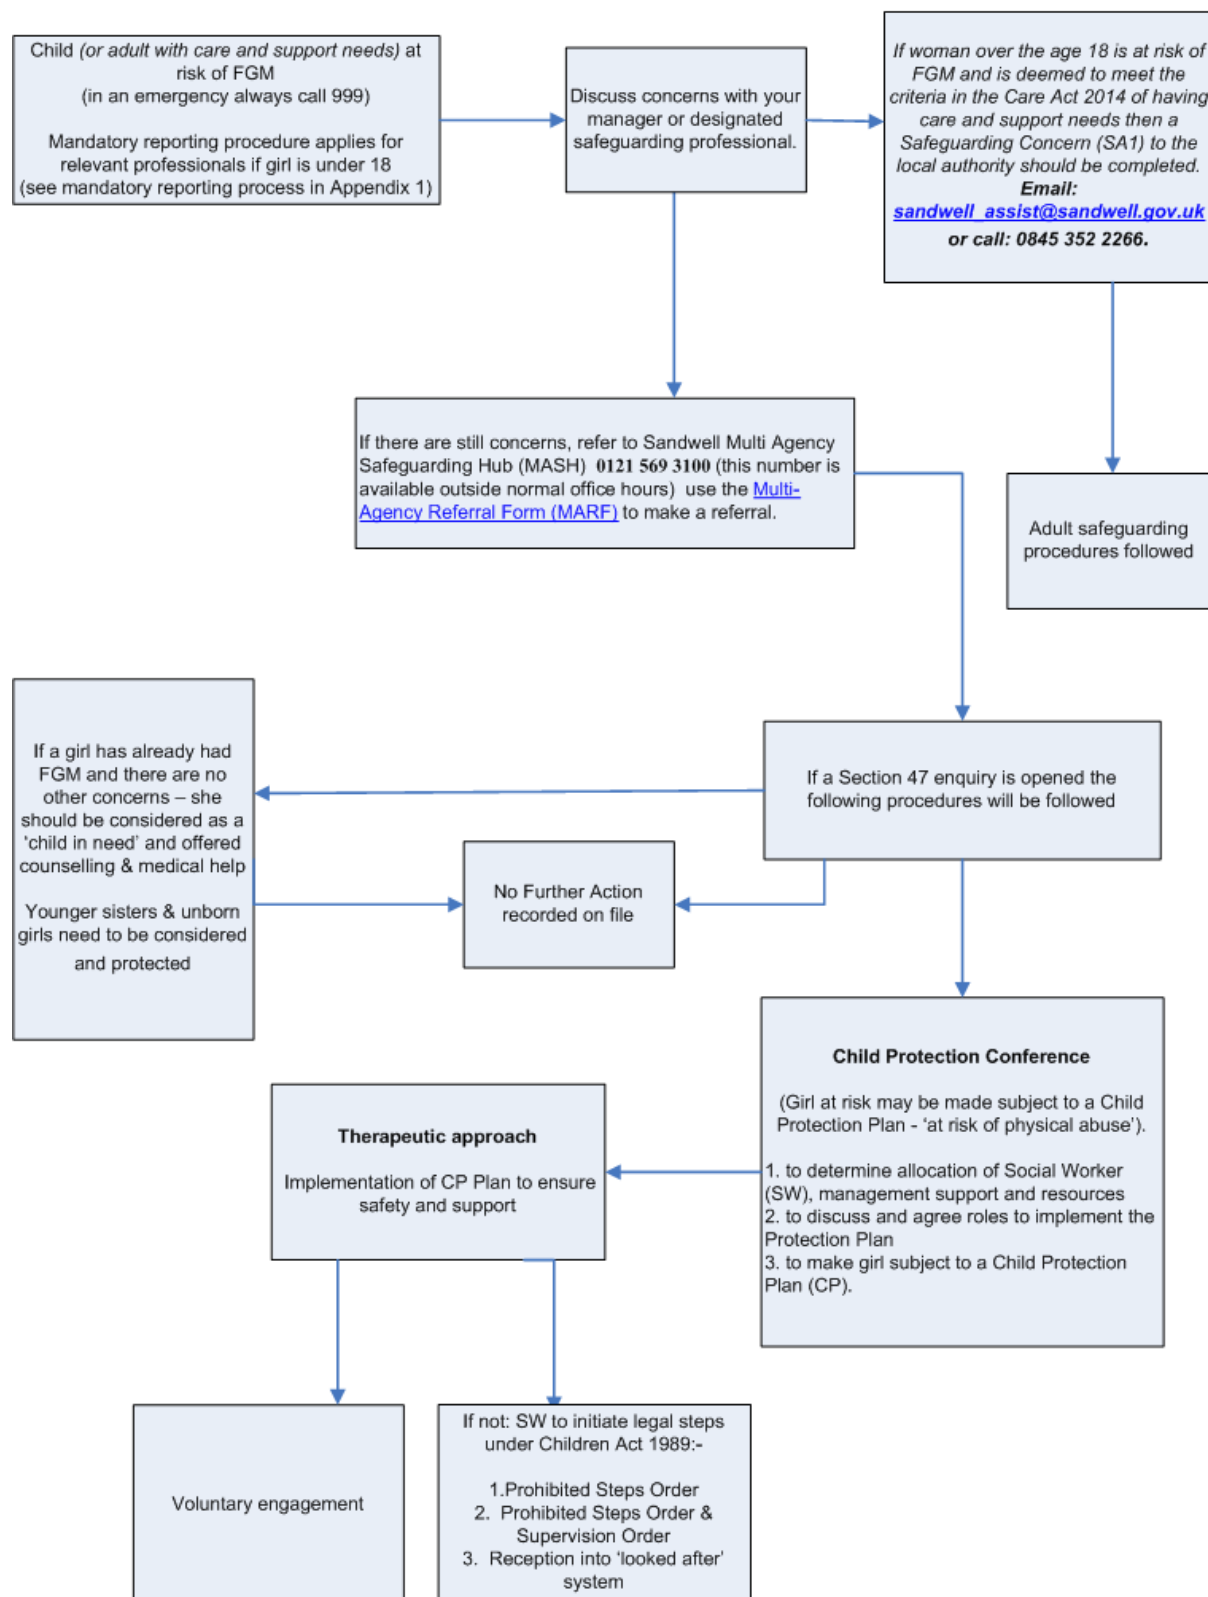 Child (or adult with care and support needs) at
risk of FGM
(in an emergency always call 999)
Mandatory reporting procedure applies for
relevant professionals if girl is under 18
(see mandatory reporting process in Appendix 1)
Discuss concerns with your
manager or designated
safeguarding professional.
If woman over the age 18 is at risk of
FGM and is deemed to meet the
criteria in the Care Act 2014 of having
care and support needs then a
Safeguarding Concern (SA1) to the
local authority should be completed.
Email:
sandwell_assist@sandwell.gov.uk
or call: 0845 352 2266.
If there are still concerns, refer to Sandwell Multi Agency
Safeguarding Hub (MASH) 0121 569 3100 (this number is
available outside normal office hours) use the Multi-
Agency Referral Form (MARF) to make a referral.
Adult safeguarding
procedures followed
If a girl has already had
FGM and there are no
other concerns – she
should be considered as a
‘child in need’ and offered
counselling & medical help
Younger sisters & unborn
girls need to be considered
and protected
If a Section 47 enquiry is opened the
following procedures will be followed
No Further Action
recorded on file
Child Protection Conference
(Girl at risk may be made subject to a Child
Protection Plan - ‘at risk of physical abuse’).
1. to determine allocation of Social Worker
(SW), management support and resources
2. to discuss and agree roles to implement the
Protection Plan
3. to make girl subject to a Child Protection
Plan (CP).
Therapeutic approach
Implementation of CP Plan to ensure
safety and support
Voluntary engagement
If not: SW to initiate legal steps
under Children Act 1989:-
1.Prohibited Steps Order
2. Prohibited Steps Order &
Supervision Order
3. Reception into ‘looked after’
system